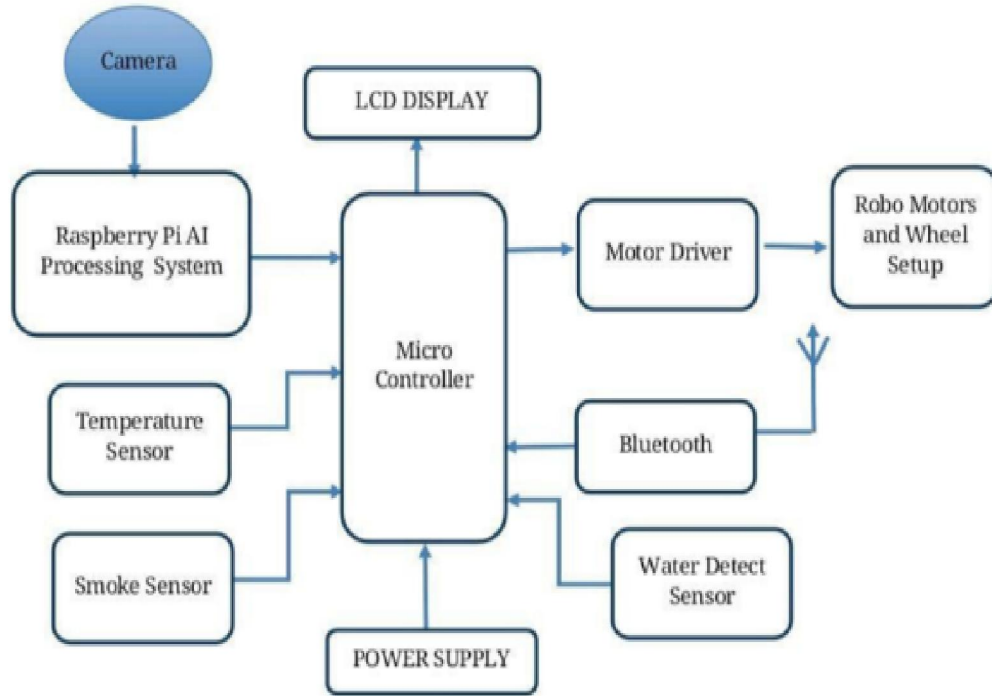 Camera
LCD DISPLAY
Raspberry Pi AI
Processing System
Micro
Controller
Motor Driver
Robo Motors
and Wheel
Setup
Temperature
Sensor
Bluetooth
Smoke Sensor
Water Detect
Sensor
POWER SUPPLY